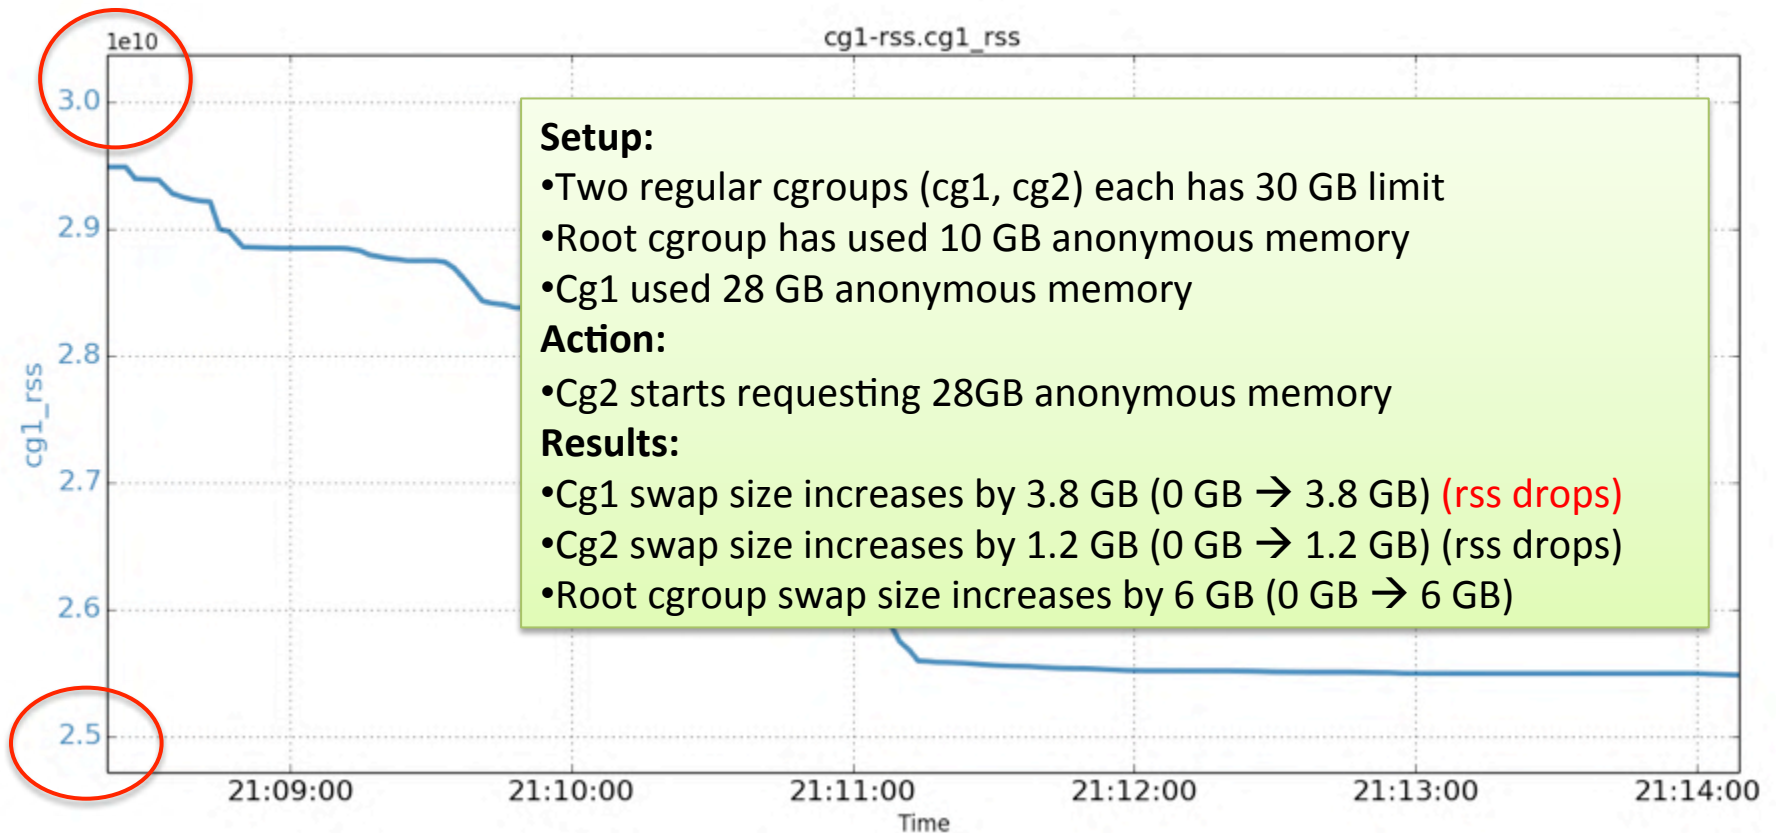 1e10
cg1-rss.cg1_rss
3.0
2.9
2.8
2.7
2.6
2.5
cg1_rss
Setup:
•Two regular cgroups (cg1, cg2) each has 30 GB limit
•Root cgroup has used 10 GB anonymous memory
•Cg1 used 28 GB anonymous memory
Action:
•Cg2 starts requesting 28GB anonymous memory
Results:
•Cg1 swap size increases by 3.8 GB (0 GB → 3.8 GB) (rss drops)
•Cg2 swap size increases by 1.2 GB (0 GB → 1.2 GB) (rss drops)
•Root cgroup swap size increases by 6 GB (0 GB → 6 GB)
21:09:00 21:10:00 21:11:00 21:12:00 21:13:00 21:14:00
Time